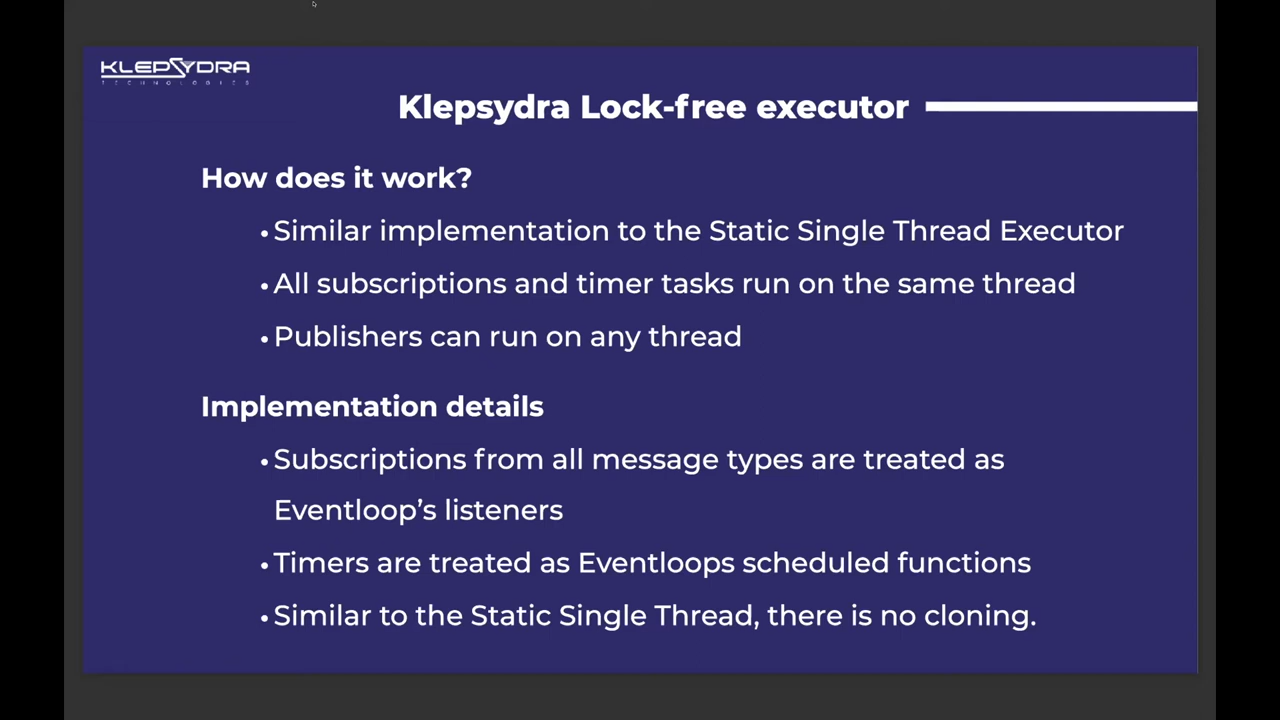 KLEPSYDRA
TECHNOLOGIES
Klepsydra Lock-free executor
How does it work?
•Similar implementation to the Static Single Thread Executor
•All subscriptions and timer tasks run on the same thread
•Publishers can run on any thread
Implementation details
•Subscriptions from all message types are treated as
Eventloop’s listeners
•Timers are treated as Eventloops scheduled functions
•Similar to the Static Single Thread, there is no cloning.